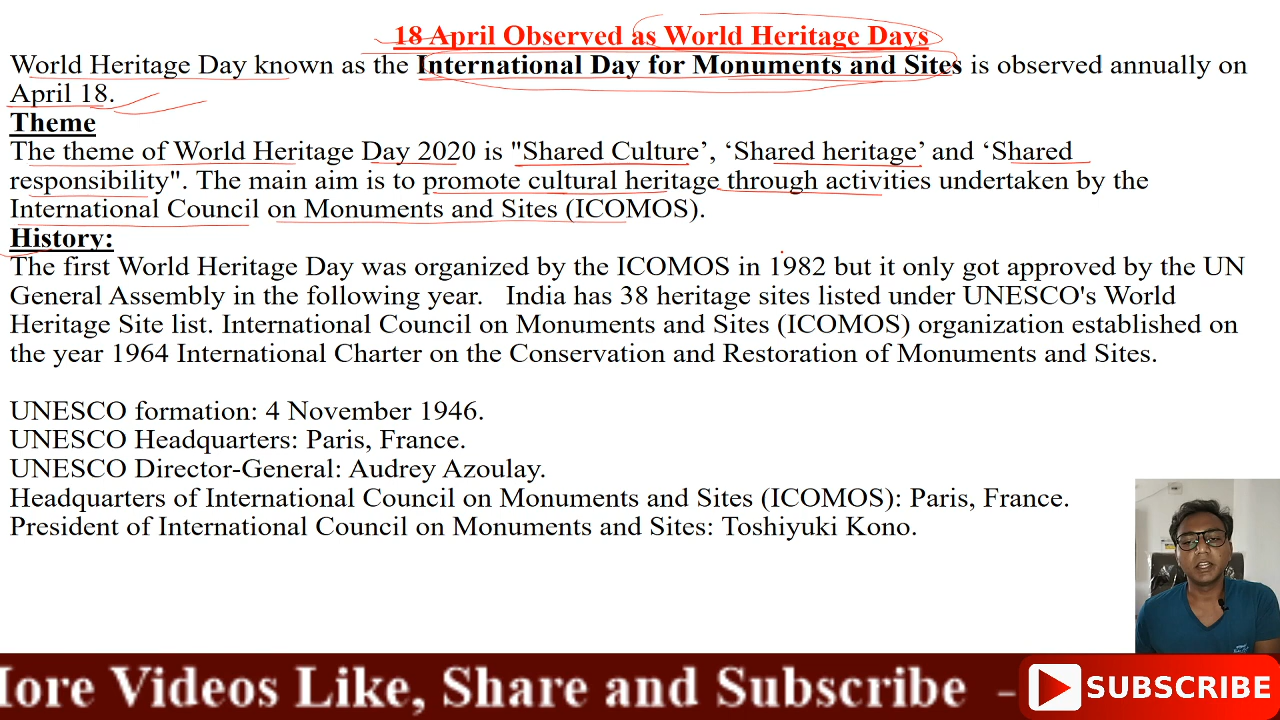 18 April Observed as World Heritage Days
World Heritage Day known as the International Day for Monuments and Sites is observed annually on
April 18.
Theme
The theme of World Heritage Day 2020 is "Shared Culture’, ‘Shared heritage’ and ‘Shared
responsibility". The main aim is to promote cultural heritage through activities undertaken by the
International Council on Monuments and Sites (ICOMOS).
History:
The first World Heritage Day was organized by the ICOMOS in 1982 but it only got approved by the UN
General Assembly in the following year. India has 38 heritage sites listed under UNESCO's World
Heritage Site list. International Council on Monuments and Sites (ICOMOS) organization established on
the year 1964 International Charter on the Conservation and Restoration of Monuments and Sites.
UNESCO formation: 4 November 1946.
UNESCO Headquarters: Paris, France.
UNESCO Director-General: Audrey Azoulay.
Headquarters of International Council on Monuments and Sites (ICOMOS): Paris, France.
President of International Council on Monuments and Sites: Toshiyuki Kono.
More Videos Like, Share and Subscribe -
SUBSCRIBE